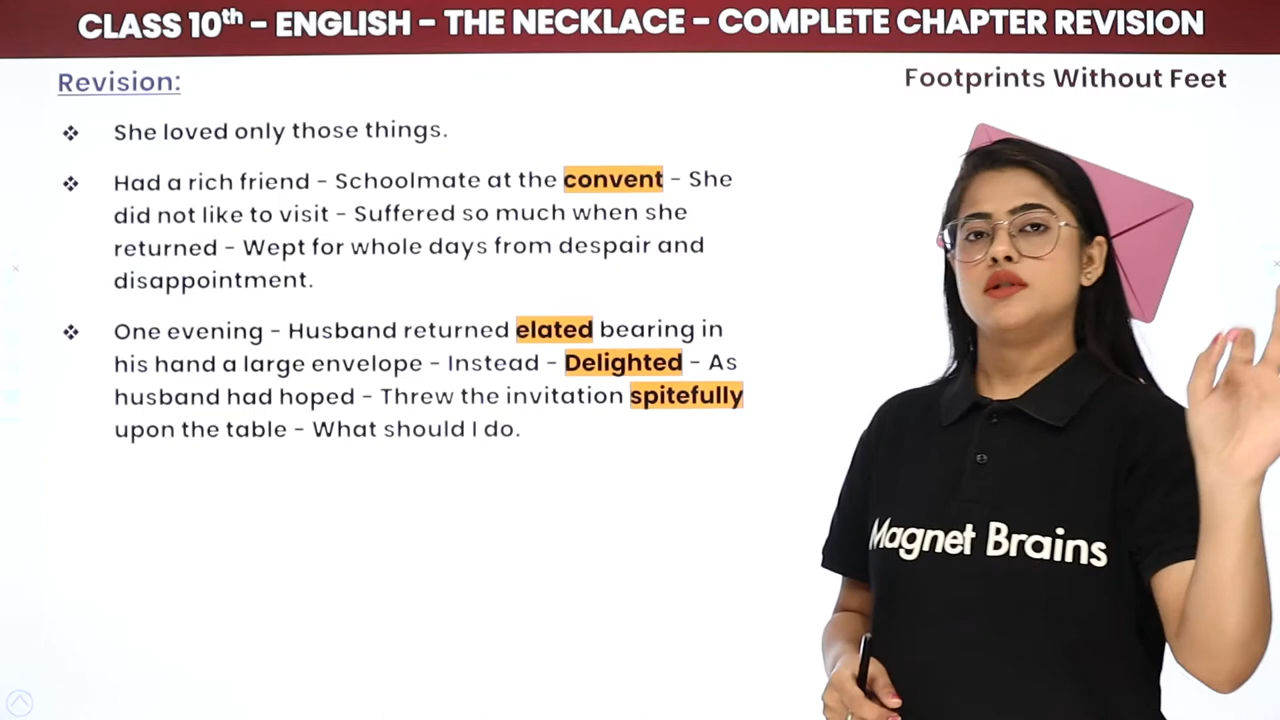 CLASS 10th – ENGLISH – THE NECKLACE – COMPLETE CHAPTER REVISION
Revision:
Footprints Without Feet
❖ She loved only those things.
❖ Had a rich friend – Schoolmate at the convent – She
did not like to visit – Suffered so much when she
returned – Wept for whole days from despair and
disappointment.
❖ One evening – Husband returned elated bearing in
his hand a large envelope – Instead – Delighted – As
husband had hoped – Threw the invitation spitefully
upon the table – What should I do.
Magnet Brains